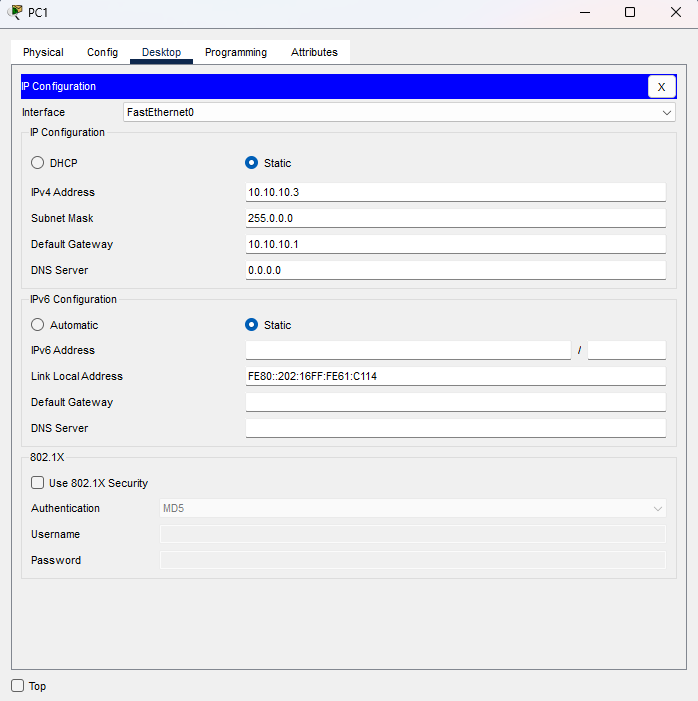 PC1
Physical Config Desktop Programming Attributes
IP Configuration
X
Interface FastEthernet0
IP Configuration
DHCP Static
IPv4 Address 10.10.10.3
Subnet Mask 255.0.0.0
Default Gateway 10.10.10.1
DNS Server 0.0.0.0
IPv6 Configuration
Automatic Static
IPv6 Address /
Link Local Address FE80::202:16FF:FE61:C114
Default Gateway
DNS Server
802.1X
Use 802.1X Security
Authentication MD5
Username
Password
Top